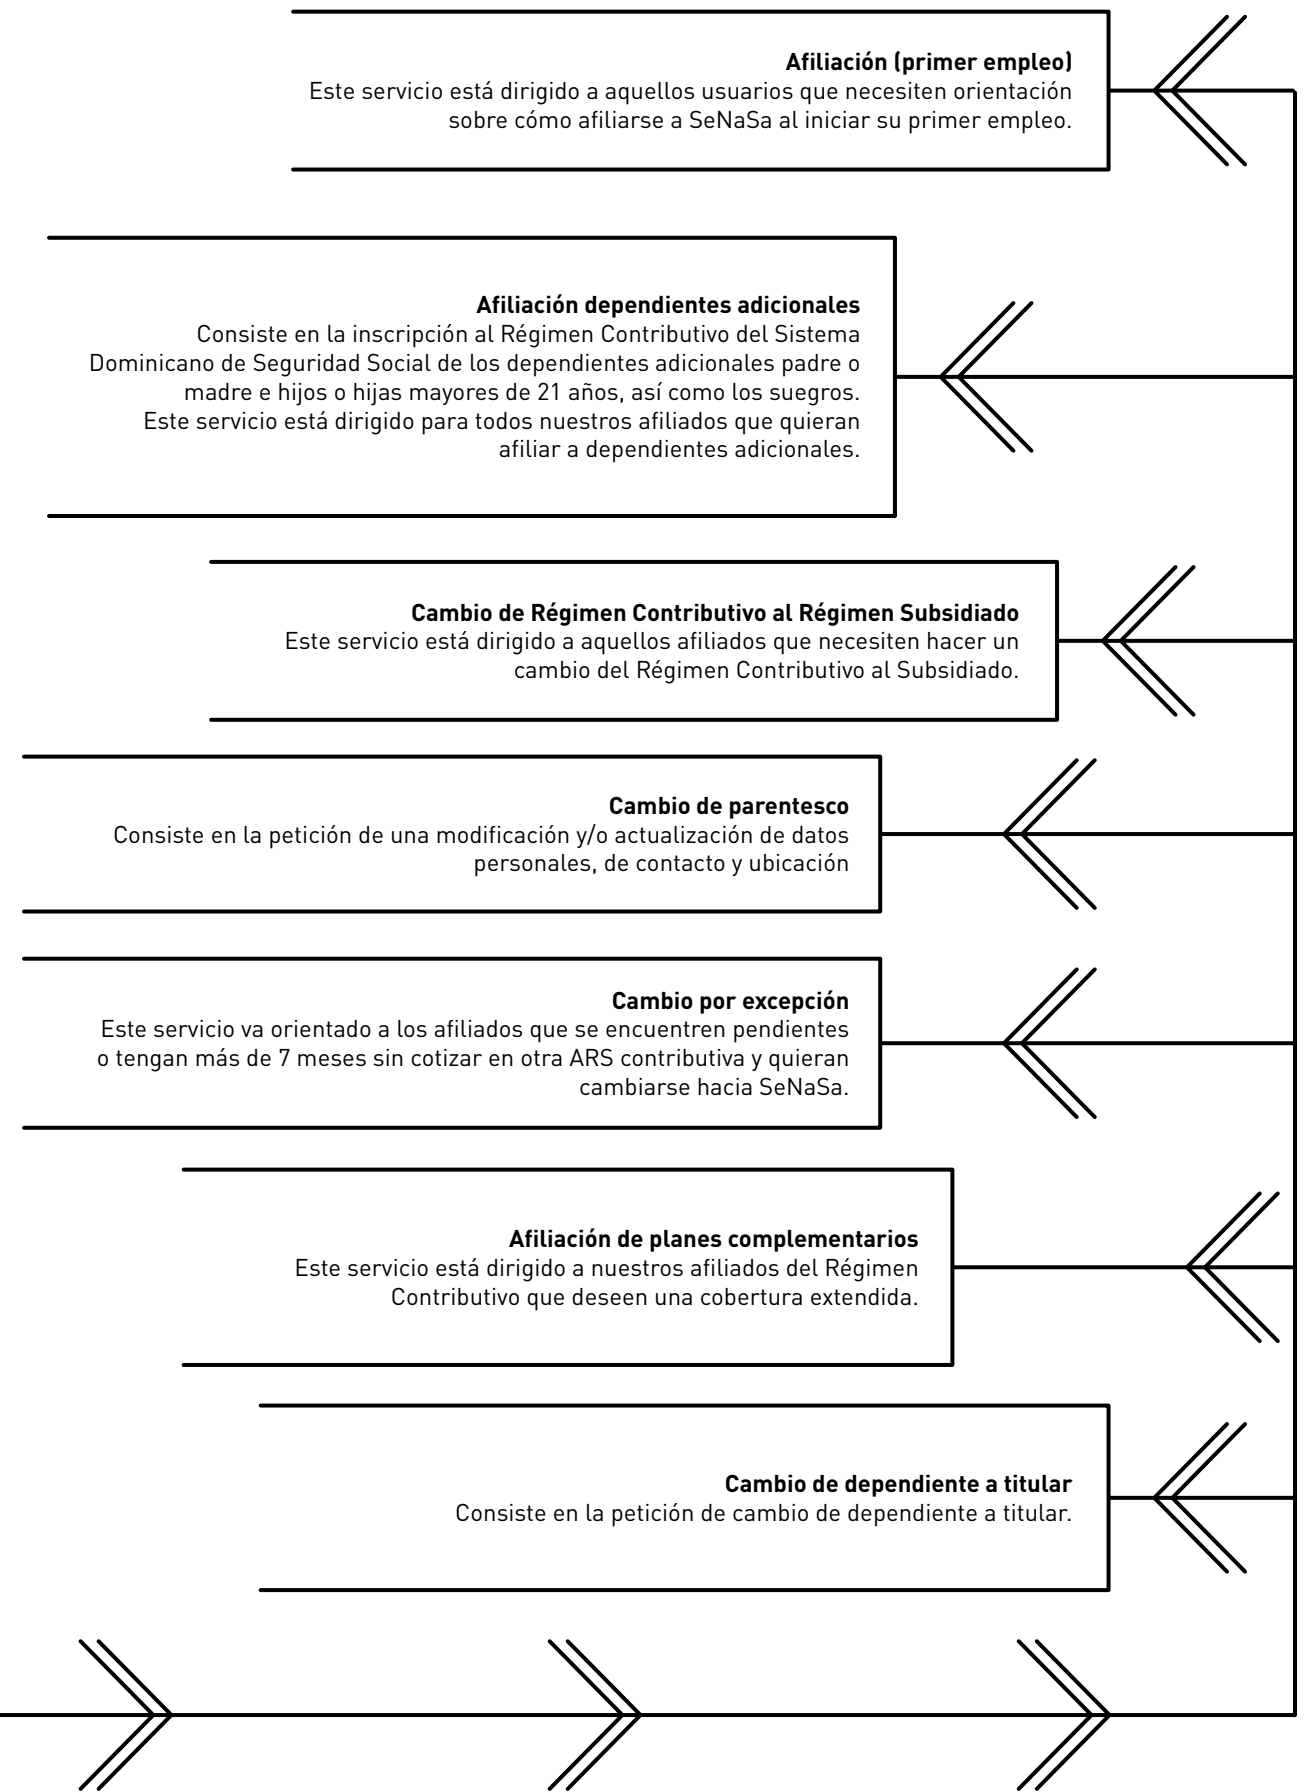 Afiliación (primer empleo)
Este servicio está dirigido a aquellos usuarios que necesiten orientación
sobre cómo afiliarse a SeNaSa al iniciar su primer empleo.
Afiliación dependientes adicionales
Consiste en la inscripción al Régimen Contributivo del Sistema
Dominicano de Seguridad Social de los dependientes adicionales padre o
madre e hijos o hijas mayores de 21 años, así como los suegros.
Este servicio está dirigido para todos nuestros afiliados que quieran
afiliar a dependientes adicionales.
Cambio de Régimen Contributivo al Régimen Subsidiado
Este servicio está dirigido a aquellos afiliados que necesiten hacer un
cambio del Régimen Contributivo al Subsidiado.
Cambio de parentesco
Consiste en la petición de una modificación y/o actualización de datos
personales, de contacto y ubicación
Cambio por excepción
Este servicio va orientado a los afiliados que se encuentren pendientes
o tengan más de 7 meses sin cotizar en otra ARS contributiva y quieran
cambiarse hacia SeNaSa.
Afiliación de planes complementarios
Este servicio está dirigido a nuestros afiliados del Régimen
Contributivo que deseen una cobertura extendida.
Cambio de dependiente a titular
Consiste en la petición de cambio de dependiente a titular.